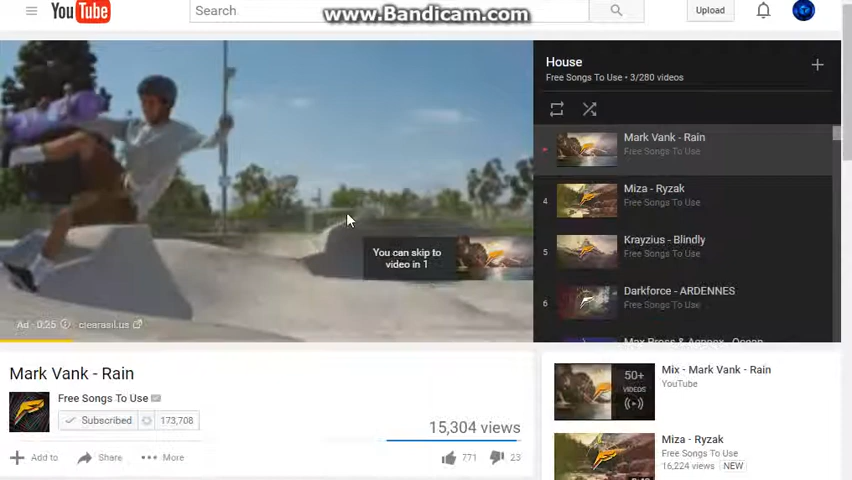 www.Bandicam.com
YouTube
Search
Upload
House
Free Songs To Use • 3/280 videos
Mark Vank - Rain
Free Songs To Use
4
Miza - Ryzak
Free Songs To Use
5
Krayzius - Blindly
Free Songs To Use
6
Darkforce - ARDENNES
Free Songs To Use
You can skip to
video in 1
Ad · 0:25
clearasil.us
Mark Vank - Rain
Free Songs To Use
Subscribed
173,708
15,304 views
Add to
Share
More
771
23
50+
VIDEOS
Mix - Mark Vank - Rain
YouTube
Miza - Ryzak
Free Songs To Use
16,224 views NEW